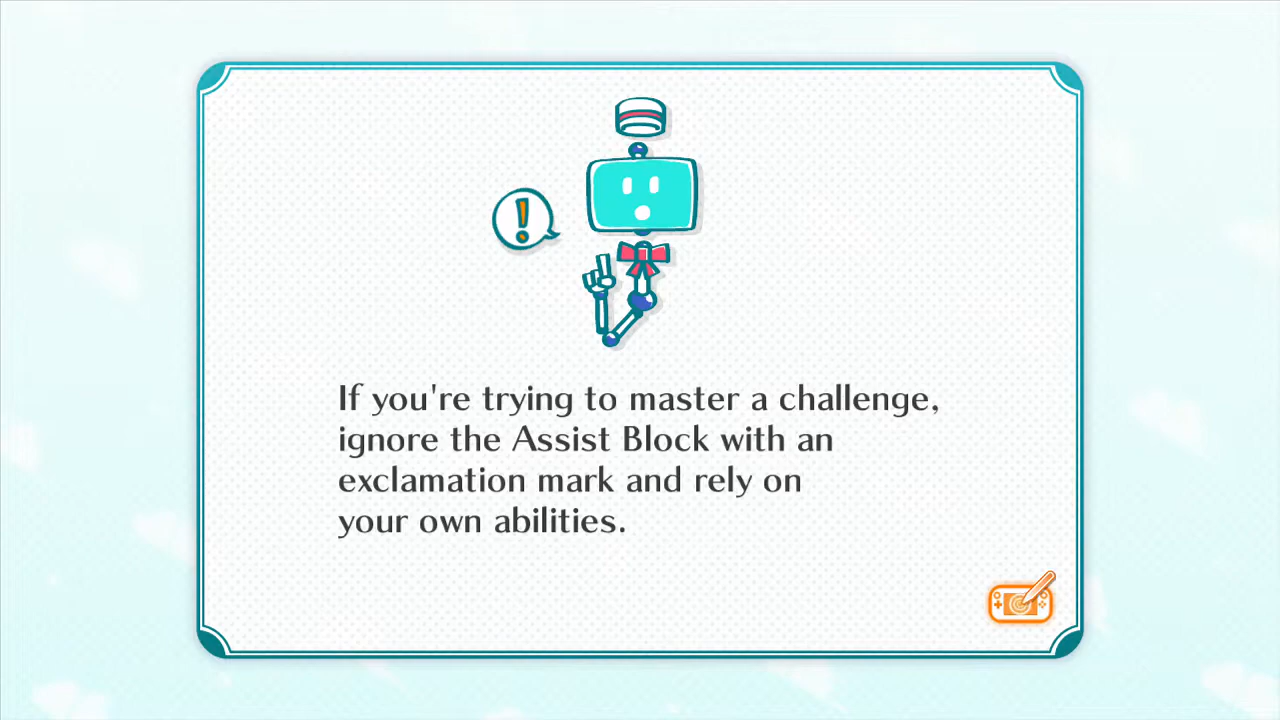 !
If you're trying to master a challenge,
ignore the Assist Block with an
exclamation mark and rely on
your own abilities.